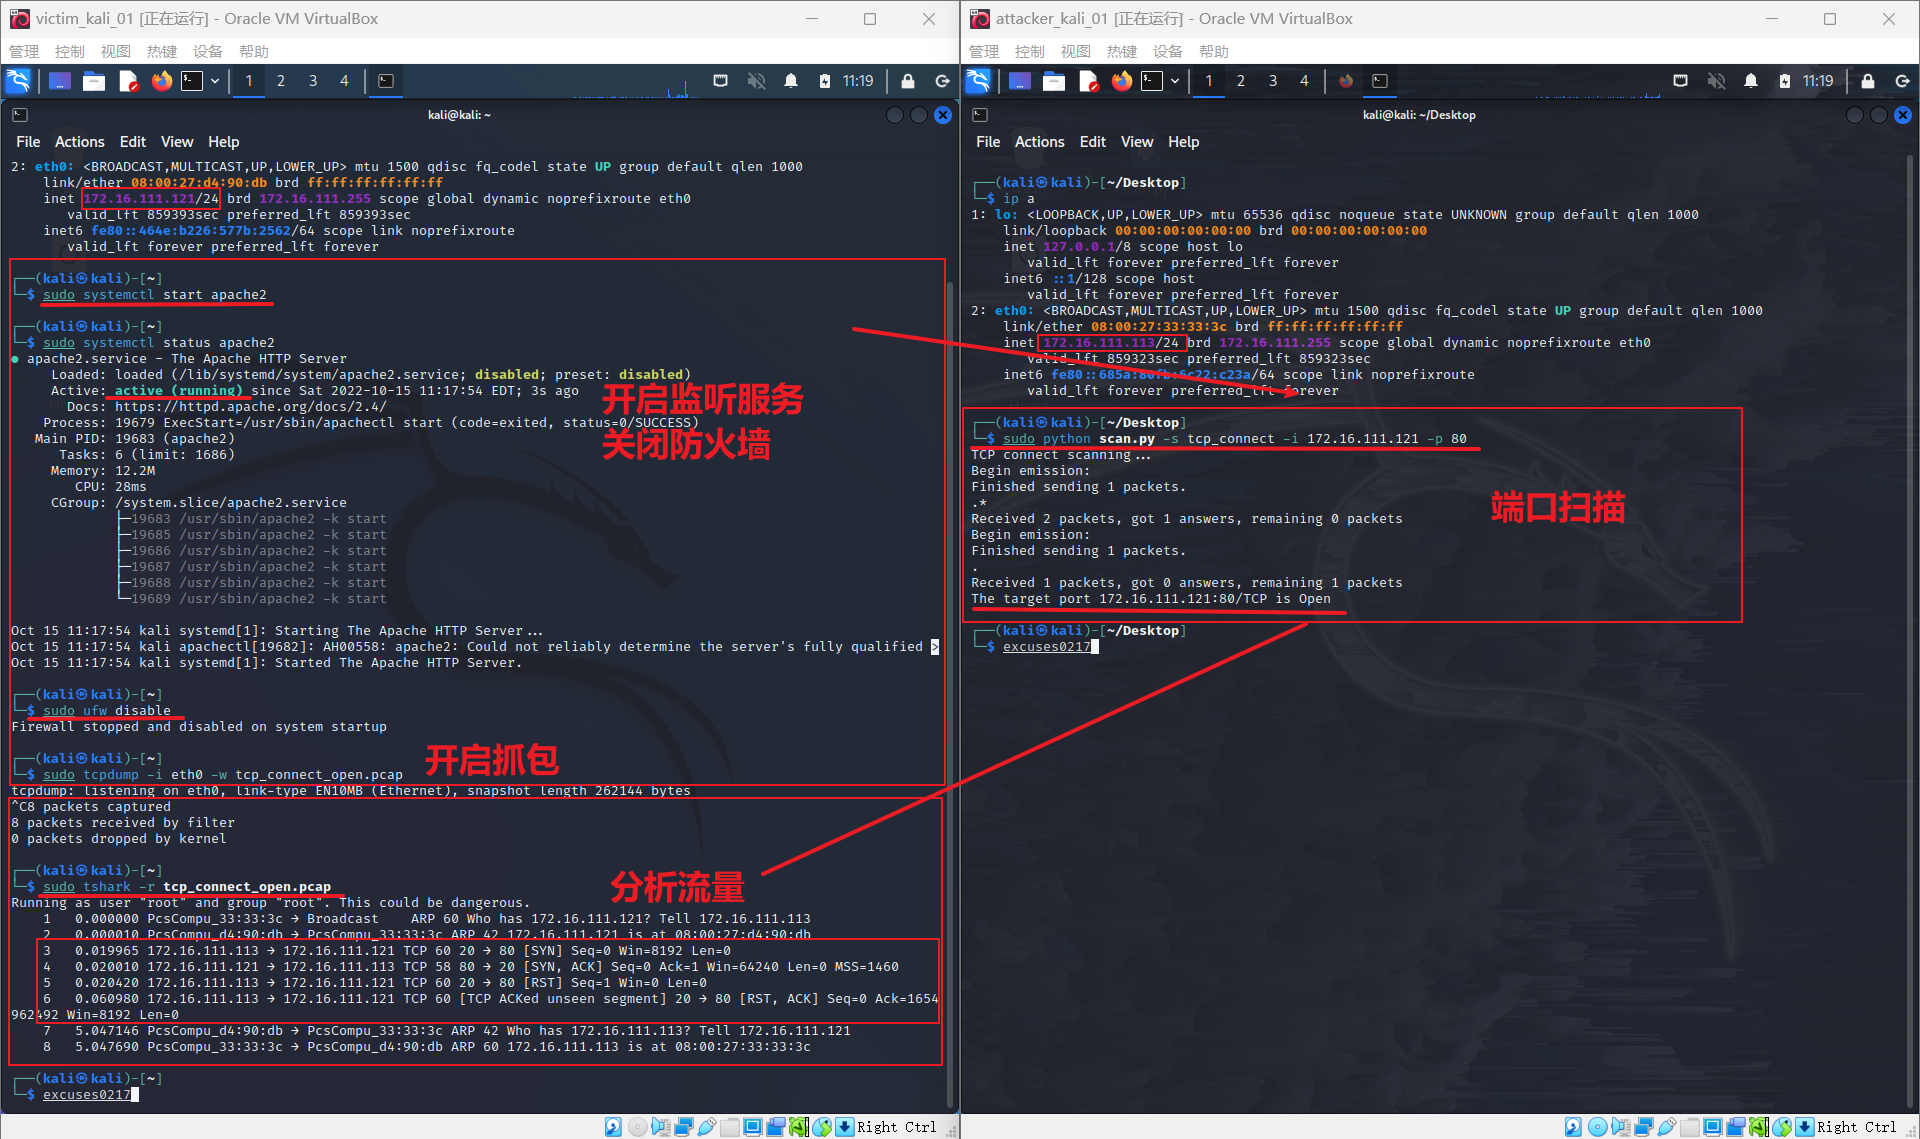 victim_kali_01 [正在运行] - Oracle VM VirtualBox
管理 控制 视图 热键 设备 帮助
1 2 3 4 11:19
kali@kali: ~
File Actions Edit View Help
2: eth0: <BROADCAST,MULTICAST,UP,LOWER_UP> mtu 1500 qdisc fq_codel state UP group default qlen 1000
link/ether 08:00:27:d4:90:db brd ff:ff:ff:ff:ff:ff
inet 172.16.111.121/24 brd 172.16.111.255 scope global dynamic noprefixroute eth0
valid_lft 859393sec preferred_lft 859393sec
inet6 fe80::464e:b226:577b:2562/64 scope link noprefixroute
valid_lft forever preferred_lft forever
┌──(kali㉿kali)-[~]
└─$ sudo systemctl start apache2
┌──(kali㉿kali)-[~]
└─$ sudo systemctl status apache2
● apache2.service - The Apache HTTP Server
Loaded: loaded (/lib/systemd/system/apache2.service; disabled; preset: disabled)
Active: active (running) since Sat 2022-10-15 11:17:54 EDT; 3s ago
Docs: https://httpd.apache.org/docs/2.4/
Process: 19679 ExecStart=/usr/sbin/apachectl start (code=exited, status=0/SUCCESS)
Main PID: 19683 (apache2)
Tasks: 6 (limit: 1686)
Memory: 12.2M
CPU: 28ms
CGroup: /system.slice/apache2.service
├─19683 /usr/sbin/apache2 -k start
├─19685 /usr/sbin/apache2 -k start
├─19686 /usr/sbin/apache2 -k start
├─19687 /usr/sbin/apache2 -k start
├─19688 /usr/sbin/apache2 -k start
└─19689 /usr/sbin/apache2 -k start
开启监听服务
关闭防火墙
Oct 15 11:17:54 kali systemd[1]: Starting The Apache HTTP Server...
Oct 15 11:17:54 kali apachectl[19682]: AH00558: apache2: Could not reliably determine the server's fully qualified >
Oct 15 11:17:54 kali systemd[1]: Started The Apache HTTP Server.
┌──(kali㉿kali)-[~]
└─$ sudo ufw disable
Firewall stopped and disabled on system startup
┌──(kali㉿kali)-[~]
└─$ sudo tcpdump -i eth0 -w tcp_connect_open.pcap
开启抓包
tcpdump: listening on eth0, link-type EN10MB (Ethernet), snapshot length 262144 bytes
^C8 packets captured
8 packets received by filter
0 packets dropped by kernel
┌──(kali㉿kali)-[~]
└─$ sudo tshark -r tcp_connect_open.pcap
分析流量
Running as user "root" and group "root". This could be dangerous.
1 0.000000 PcsCompu_33:33:3c → Broadcast ARP 60 Who has 172.16.111.121? Tell 172.16.111.113
2 0.000010 PcsCompu_d4:90:db → PcsCompu_33:33:3c ARP 42 172.16.111.121 is at 08:00:27:d4:90:db
3 0.019965 172.16.111.113 → 172.16.111.121 TCP 60 20 → 80 [SYN] Seq=0 Win=8192 Len=0
4 0.020010 172.16.111.121 → 172.16.111.113 TCP 58 80 → 20 [SYN, ACK] Seq=0 Ack=1 Win=64240 Len=0 MSS=1460
5 0.020420 172.16.111.113 → 172.16.111.121 TCP 60 20 → 80 [RST] Seq=1 Win=0 Len=0
6 0.060980 172.16.111.113 → 172.16.111.121 TCP 60 [TCP ACKed unseen segment] 20 → 80 [RST, ACK] Seq=0 Ack=1654
962492 Win=8192 Len=0
7 5.047146 PcsCompu_d4:90:db → PcsCompu_33:33:3c ARP 42 Who has 172.16.111.113? Tell 172.16.111.121
8 5.047690 PcsCompu_33:33:3c → PcsCompu_d4:90:db ARP 60 172.16.111.113 is at 08:00:27:33:33:3c
┌──(kali㉿kali)-[~]
└─$ excuses0217
Right Ctrl
attacker_kali_01 [正在运行] - Oracle VM VirtualBox
管理 控制 视图 热键 设备 帮助
1 2 3 4 11:19
kali@kali: ~/Desktop
File Actions Edit View Help
┌──(kali㉿kali)-[~/Desktop]
└─$ ip a
1: lo: <LOOPBACK,UP,LOWER_UP> mtu 65536 qdisc noqueue state UNKNOWN group default qlen 1000
link/loopback 00:00:00:00:00:00 brd 00:00:00:00:00:00
inet 127.0.0.1/8 scope host lo
valid_lft forever preferred_lft forever
inet6 ::1/128 scope host
valid_lft forever preferred_lft forever
2: eth0: <BROADCAST,MULTICAST,UP,LOWER_UP> mtu 1500 qdisc fq_codel state UP group default qlen 1000
link/ether 08:00:27:33:33:3c brd ff:ff:ff:ff:ff:ff
inet 172.16.111.113/24 brd 172.16.111.255 scope global dynamic noprefixroute eth0
valid_lft 859323sec preferred_lft 859323sec
inet6 fe80::685a:80fb:6c22:c23a/64 scope link noprefixroute
valid_lft forever preferred_lft forever
┌──(kali㉿kali)-[~/Desktop]
└─$ sudo python scan.py -s tcp_connect -i 172.16.111.121 -p 80
TCP connect scanning...
Begin emission:
Finished sending 1 packets.
.*
端口扫描
Received 2 packets, got 1 answers, remaining 0 packets
Begin emission:
Finished sending 1 packets.
.
Received 1 packets, got 0 answers, remaining 1 packets
The target port 172.16.111.121:80/TCP is Open
┌──(kali㉿kali)-[~/Desktop]
└─$ excuses0217
Right Ctrl